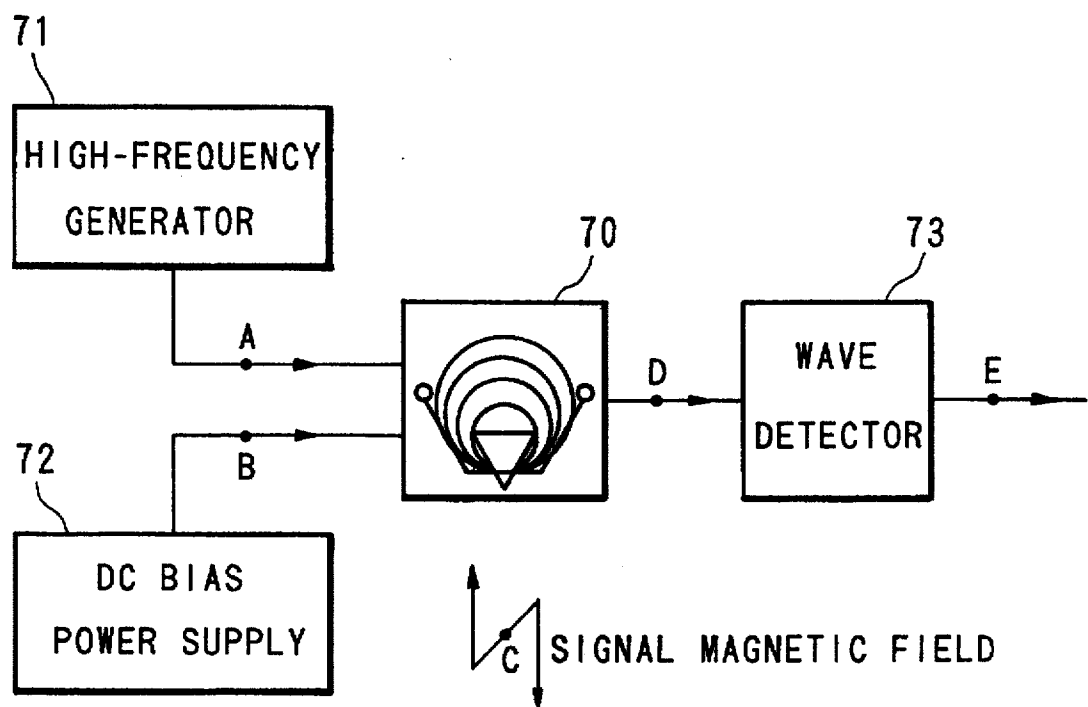 71
HIGH-FREQUENCY
GENERATOR
70
73
A
WAVE
DETECTOR
D
E
B
72
DC BIAS
POWER SUPPLY
C
SIGNAL MAGNETIC FIELD